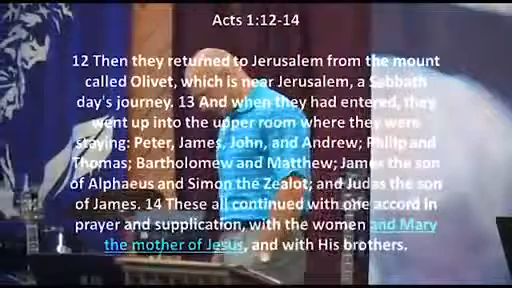 Acts 1:12-14
12 Then they returned to Jerusalem from the mount
called Olivet, which is near Jerusalem, a Sabbath
day's journey. 13 And when they had entered, they
went up into the upper room where they were
staying: Peter, James, John, and Andrew; Philip and
Thomas; Bartholomew and Matthew; James the son
of Alphaeus and Simon the Zealot; and Judas the son
of James. 14 These all continued with one accord in
prayer and supplication, with the women and Mary
the mother of Jesus, and with His brothers.